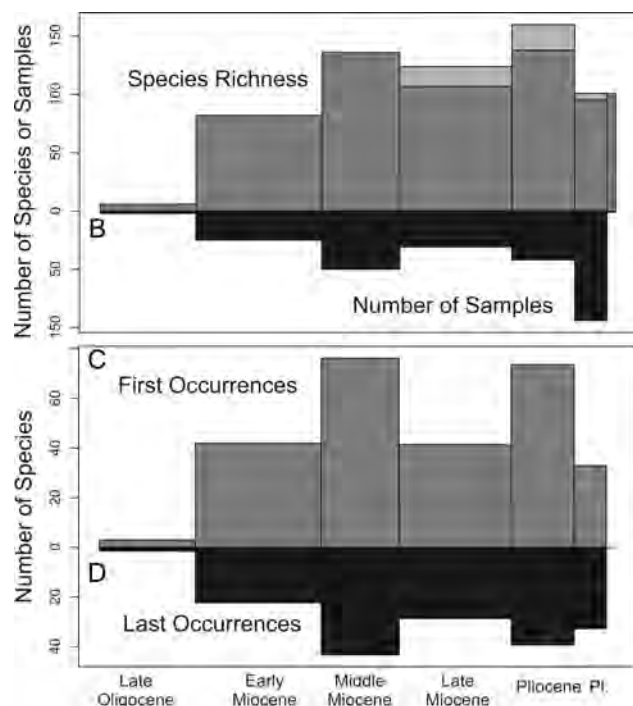 Number of Species or Samples
150
100
50
0
50
150
Species Richness
B
Number of Samples
Number of Species
60
40
20
0
20
40
C
First Occurrences
D
Last Occurrences
Late Oligocene
Early Miocene
Middle Miocene
Late Miocene
Pliocene
Pl.